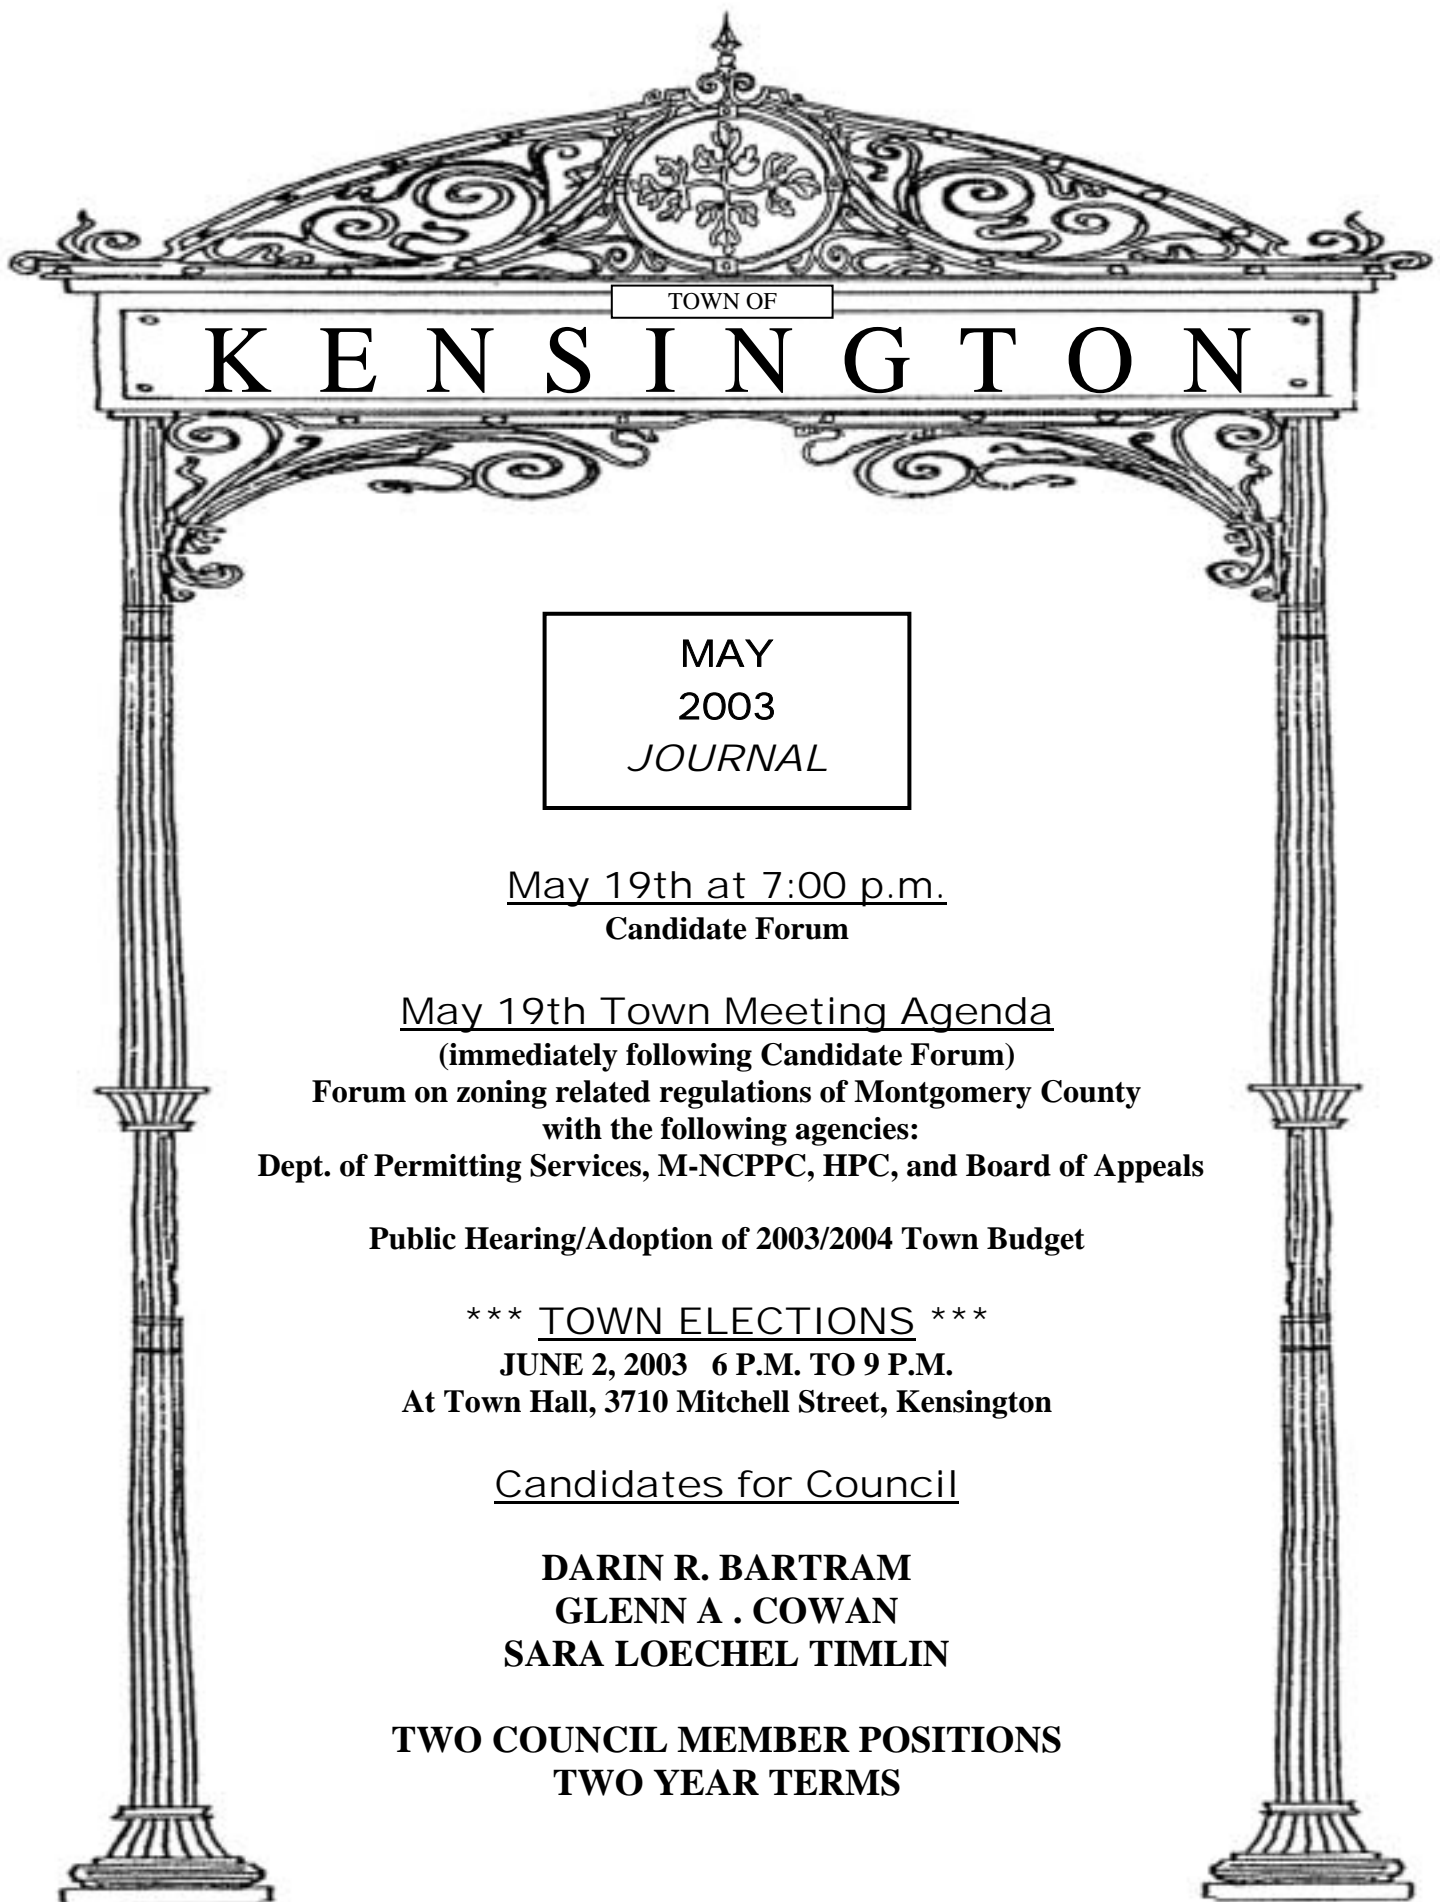 TOWN OF
KENSINGTON
MAY
2003
JOURNAL
May 19th at 7:00 p.m.
Candidate Forum
May 19th Town Meeting Agenda
(immediately following Candidate Forum)
Forum on zoning related regulations of Montgomery County
with the following agencies:
Dept. of Permitting Services, M-NCPPC, HPC, and Board of Appeals
Public Hearing/Adoption of 2003/2004 Town Budget
*** TOWN ELECTIONS ***
JUNE 2, 2003 6 P.M. TO 9 P.M.
At Town Hall, 3710 Mitchell Street, Kensington
Candidates for Council
DARIN R. BARTRAM
GLENN A . COWAN
SARA LOECHEL TIMLIN
TWO COUNCIL MEMBER POSITIONS
TWO YEAR TERMS